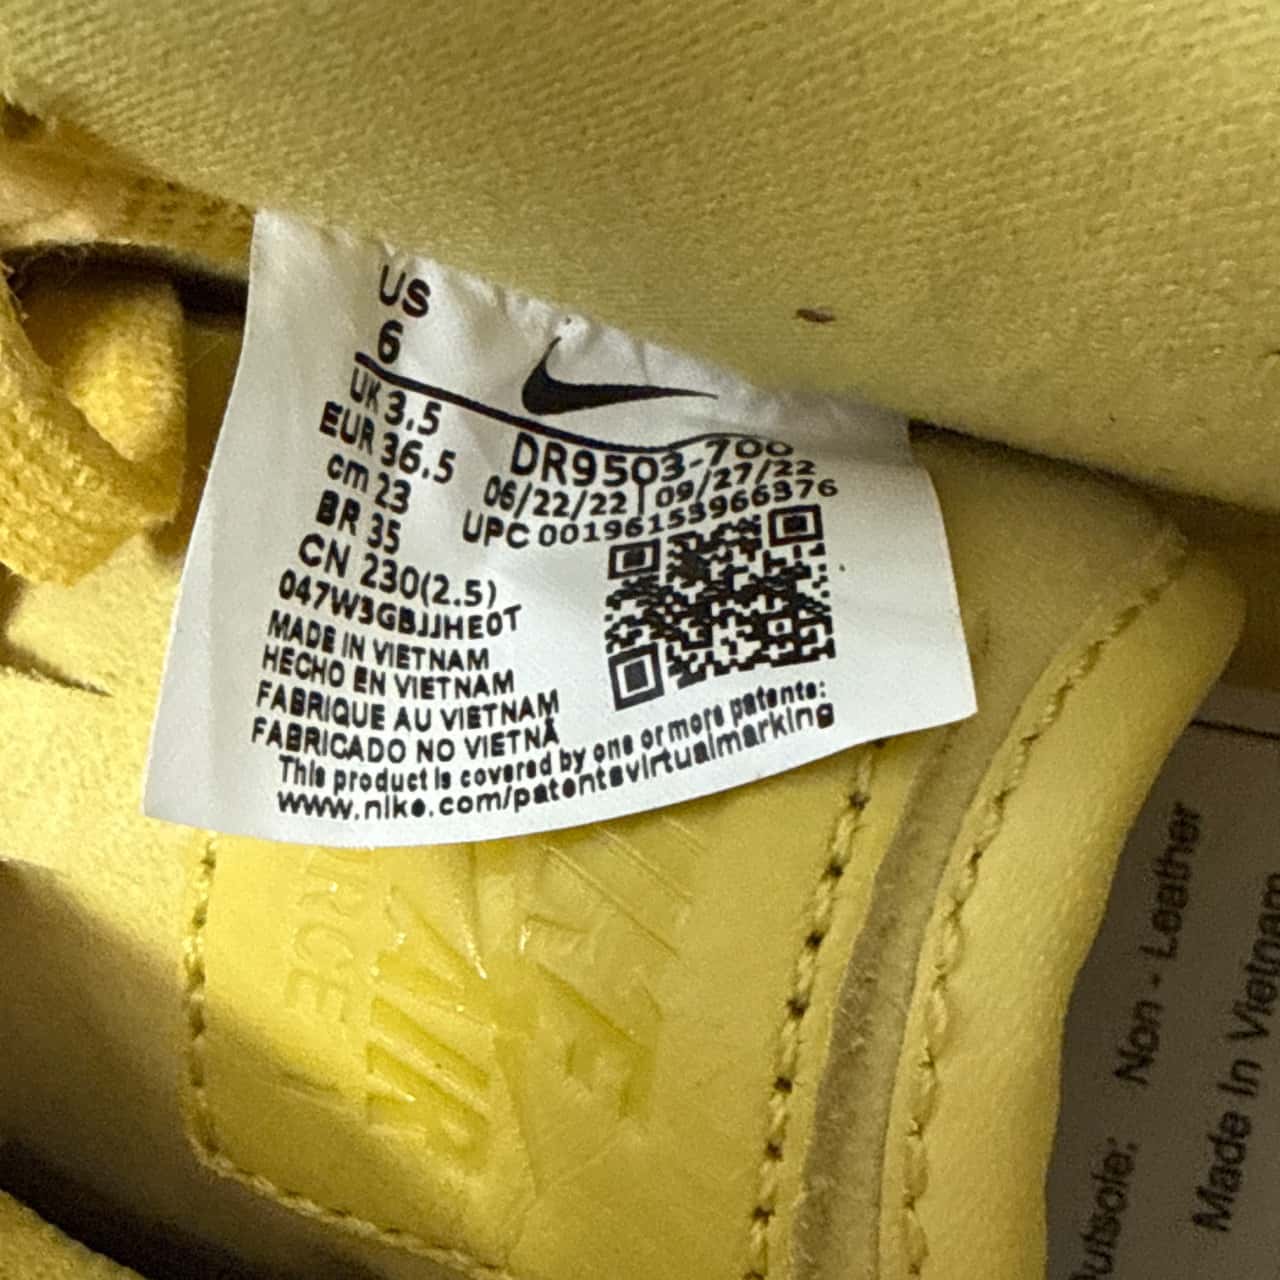 US
6
UK 3.5
EUR 36.5
cm 23
BR 35
CN 230(2.5)
DR9503-700
06/22/22 | 09/27/22
UPC 00196153966376
047W3GBJJHE0T
MADE IN VIETNAM
HECHO EN VIETNAM
FABRIQUE AU VIETNAM
FABRICADO NO VIETNÃ
This product is covered by one or more patents:
www.nike.com/patentsvirtualmarking
AIR
Non - Leather
Made In Vietnam